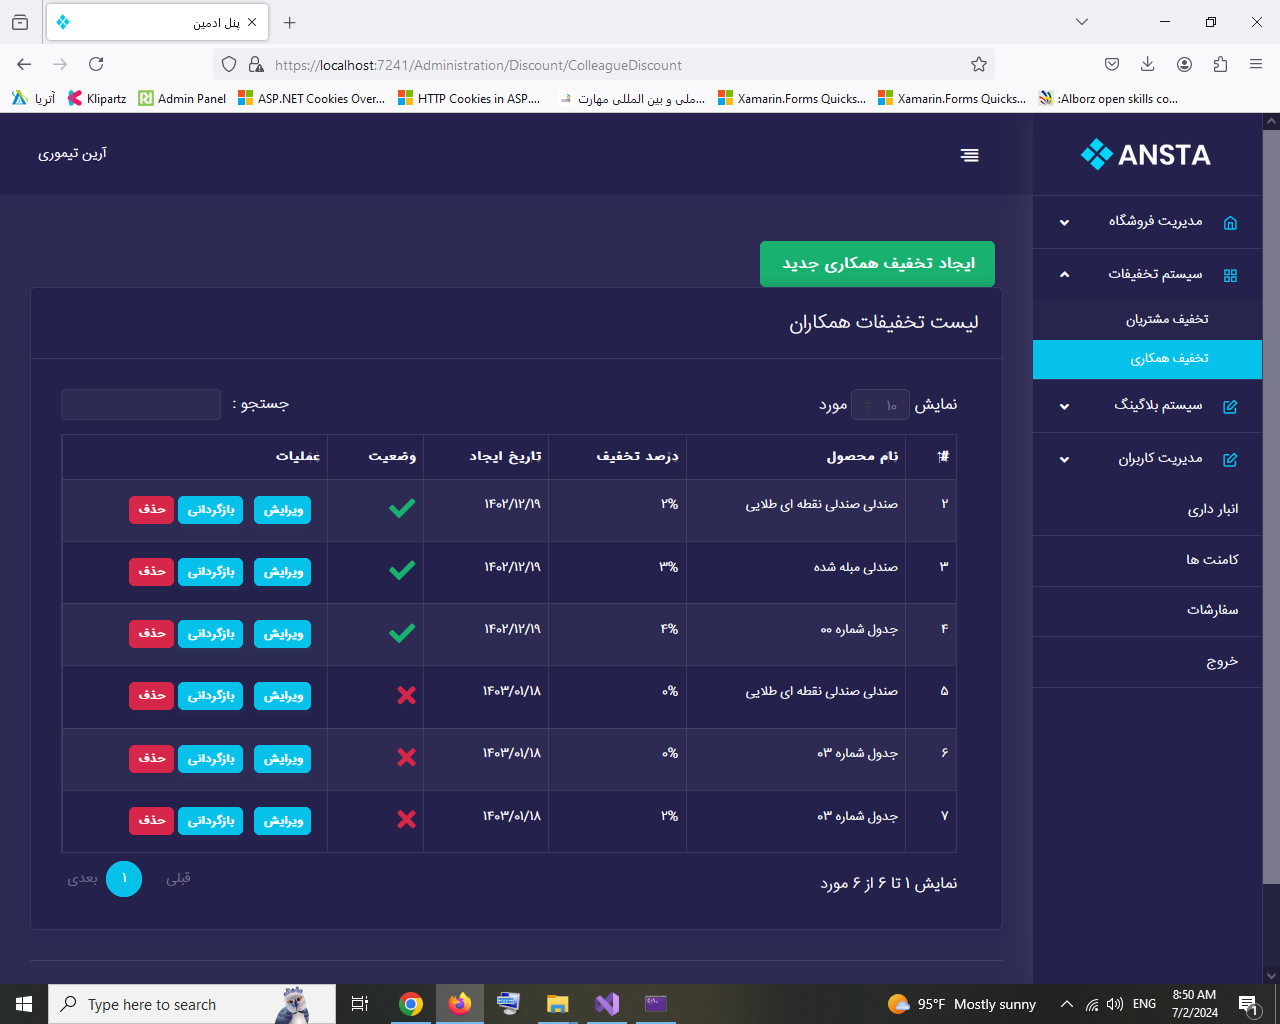 پنل ادمین
https://localhost:7241/Administration/Discount/ColleagueDiscount
آتریا
Klipartz
Admin Panel
ASP.NET Cookies Over...
HTTP Cookies in ASP....
ملی و بین المللی مهارت...
Xamarin.Forms Quicks...
Xamarin.Forms Quicks...
:Alborz open skills co...
ANSTA
آرین تیموری
مدیریت فروشگاه
سیستم تخفیفات
تخفیف مشتریان
تخفیف همکاری
سیستم بلاگینگ
مدیریت کاربران
انبار داری
کامنت ها
سفارشات
خروج
ایجاد تخفیف همکاری جدید
لیست تخفیفات همکاران
نمایش ۱۰ مورد
جستجو :
# نام محصول درصد تخفیف تاریخ ایجاد وضعیت عملیات
۲ صندلی صندلی نقطه ای طلایی ۲% ۱۴۰۲/۱۲/۱۹ ویرایش بازگردانی حذف
۳ صندلی مبله شده ۳% ۱۴۰۲/۱۲/۱۹ ویرایش بازگردانی حذف
۴ جدول شماره ۰۰ ۴% ۱۴۰۲/۱۲/۱۹ ویرایش بازگردانی حذف
۵ صندلی صندلی نقطه ای طلایی ۰% ۱۴۰۳/۰۱/۱۸ ویرایش بازگردانی حذف
۶ جدول شماره ۰۳ ۰% ۱۴۰۳/۰۱/۱۸ ویرایش بازگردانی حذف
۷ جدول شماره ۰۳ ۲% ۱۴۰۳/۰۱/۱۸ ویرایش بازگردانی حذف
نمایش ۱ تا ۶ از ۶ مورد
قبلی ۱ بعدی
Type here to search
95°F Mostly sunny
ENG
8:50 AM
7/2/2024
1